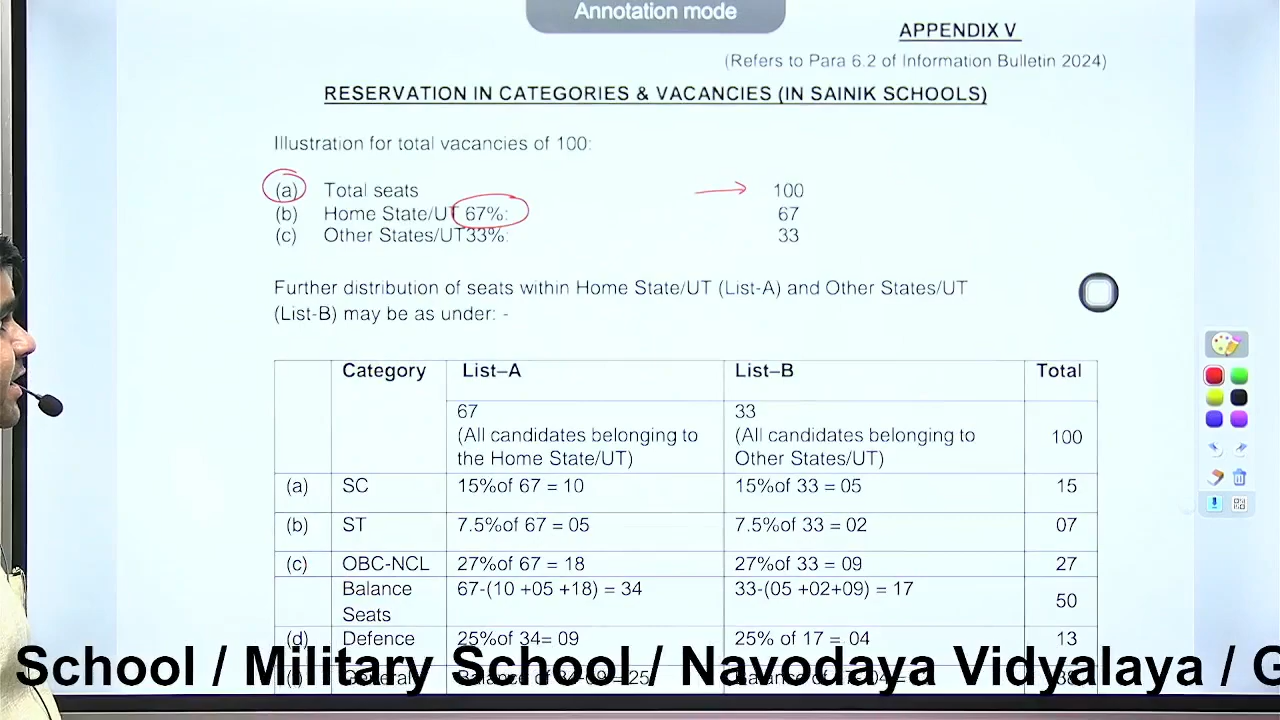 Annotation mode
APPENDIX V
(Refers to Para 6.2 of Information Bulletin 2024)
RESERVATION IN CATEGORIES & VACANCIES (IN SAINIK SCHOOLS)
Illustration for total vacancies of 100:
(a) Total seats 100
(b) Home State/UT 67%: 67
(c) Other States/UT33%: 33
Further distribution of seats within Home State/UT (List-A) and Other States/UT
(List-B) may be as under: -
Category List–A List–B Total
67 33
(All candidates belonging to (All candidates belonging to 100
the Home State/UT) Other States/UT)
(a) SC 15%of 67 = 10 15%of 33 = 05 15
(b) ST 7.5%of 67 = 05 7.5%of 33 = 02 07
(c) OBC-NCL 27%of 67 = 18 27%of 33 = 09 27
Balance 67-(10 +05 +18) = 34 33-(05 +02+09) = 17 50
Seats
(d) Defence 25%of 34= 09 25% of 17 = 04 13
School / Military School / Navodaya Vidyalaya / G